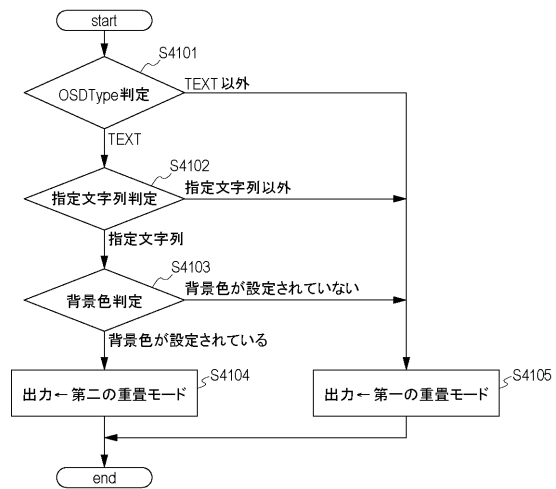 start
S4101
OSDType判定
TEXT以外
TEXT
S4102
指定文字列判定
指定文字列以外
指定文字列
S4103
背景色判定
背景色が設定されていない
背景色が設定されている
S4104
出力←第二の重畳モード
S4105
出力←第一の重畳モード
end